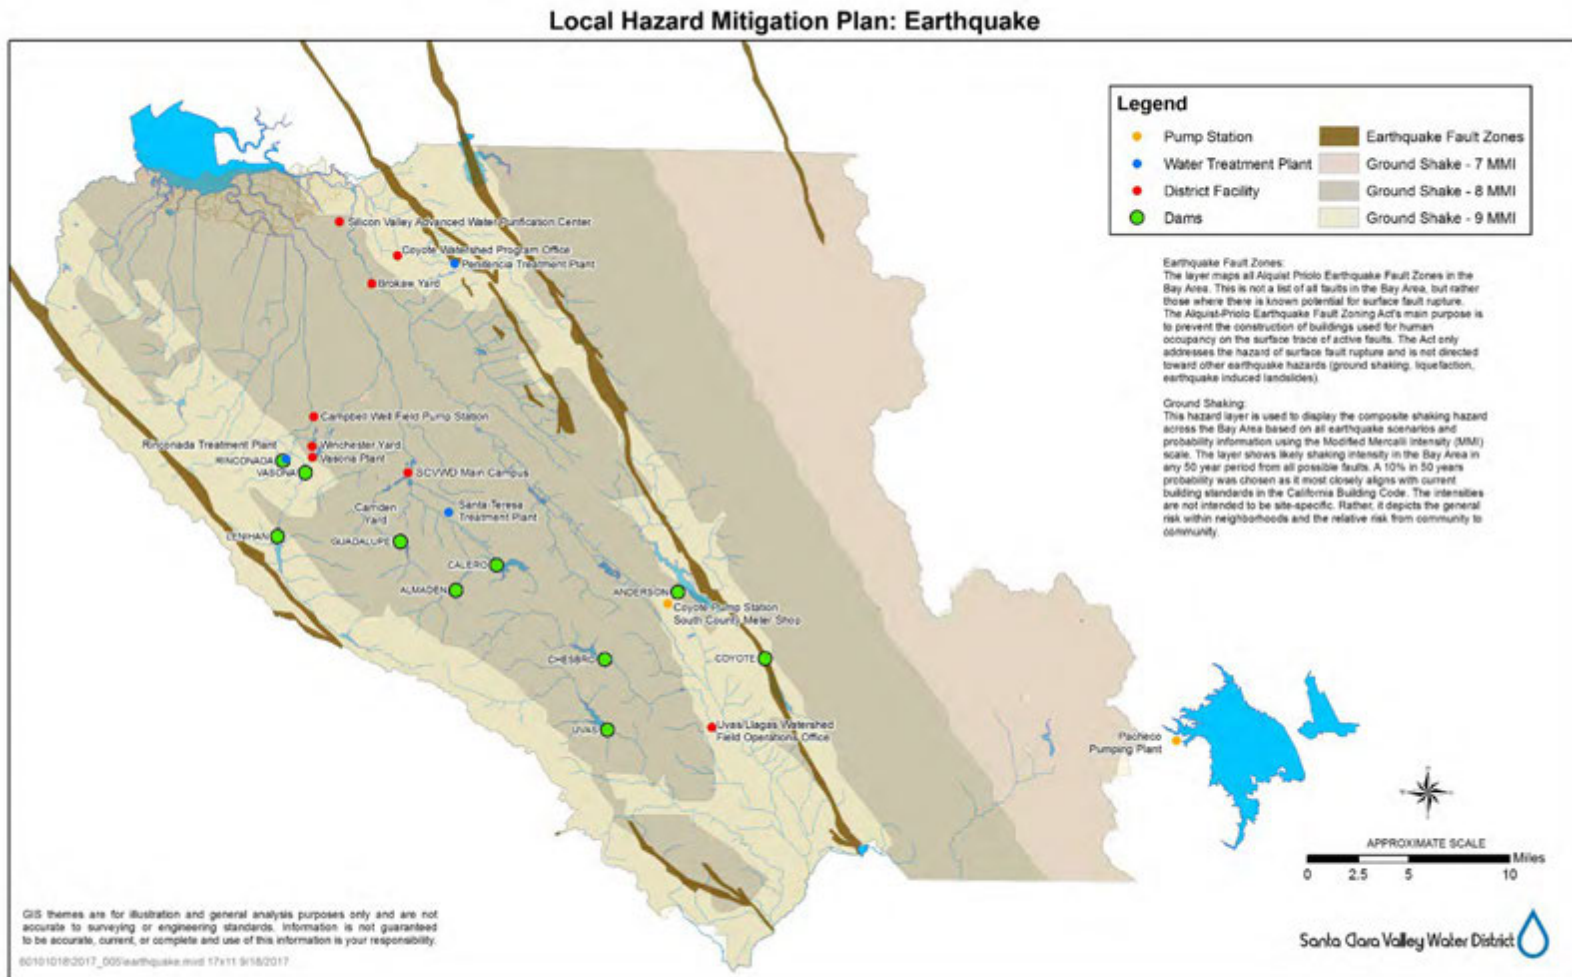 Local Hazard Mitigation Plan: Earthquake
Legend
Pump Station
Water Treatment Plant
District Facility
Dams
Earthquake Fault Zones
Ground Shake - 7 MMI
Ground Shake - 8 MMI
Ground Shake - 9 MMI
Silicon Valley Advanced Water Purification Center
Coyote Watershed Program Office
Penitencia Treatment Plant
Brokaw Yard
Campbell Well Field Pump Station
Rinconada Treatment Plant
Winchester Yard
RINCONADA
Vasona Plant
VASONA
SCVWD Main Campus
Camden
Yard
Santa Teresa
Treatment Plant
LENIHAN
GUADALUPE
CALERO
ALMADEN
ANDERSON
Coyote Pump Station
South County Meter Shop
CHESBRO
COYOTE
UVAS
Uvas/Llagas Watershed
Field Operations Office
Pacheco
Pumping Plant
Earthquake Fault Zones:
The layer maps all Alquist Priolo Earthquake Fault Zones in the
Bay Area. This is not a list of all faults in the Bay Area, but rather
those where there is known potential for surface fault rupture.
The Alquist-Priolo Earthquake Fault Zoning Act's main purpose is
to prevent the construction of buildings used for human
occupancy on the surface trace of active faults. The Act only
addresses the hazard of surface fault rupture and is not directed
toward other earthquake hazards (ground shaking, liquefaction,
earthquake induced landslides).
Ground Shaking:
This hazard layer is used to display the composite shaking hazard
across the Bay Area based on all earthquake scenarios and
probability information using the Modified Mercalli Intensity (MMI)
scale. The layer shows likely shaking intensity in the Bay Area in
any 50 year period from all possible faults. A 10% in 50 years
probability was chosen as it most closely aligns with current
building standards in the California Building Code. The intensities
are not intended to be site-specific. Rather, it depicts the general
risk within neighborhoods and the relative risk from community to
community.
APPROXIMATE SCALE
Miles
0 2.5 5 10
Santa Clara Valley Water District
GIS themes are for illustration and general analysis purposes only and are not
accurate to surveying or engineering standards. Information is not guaranteed
to be accurate, current, or complete and use of this information is your responsibility.
17x11 9/18/2017